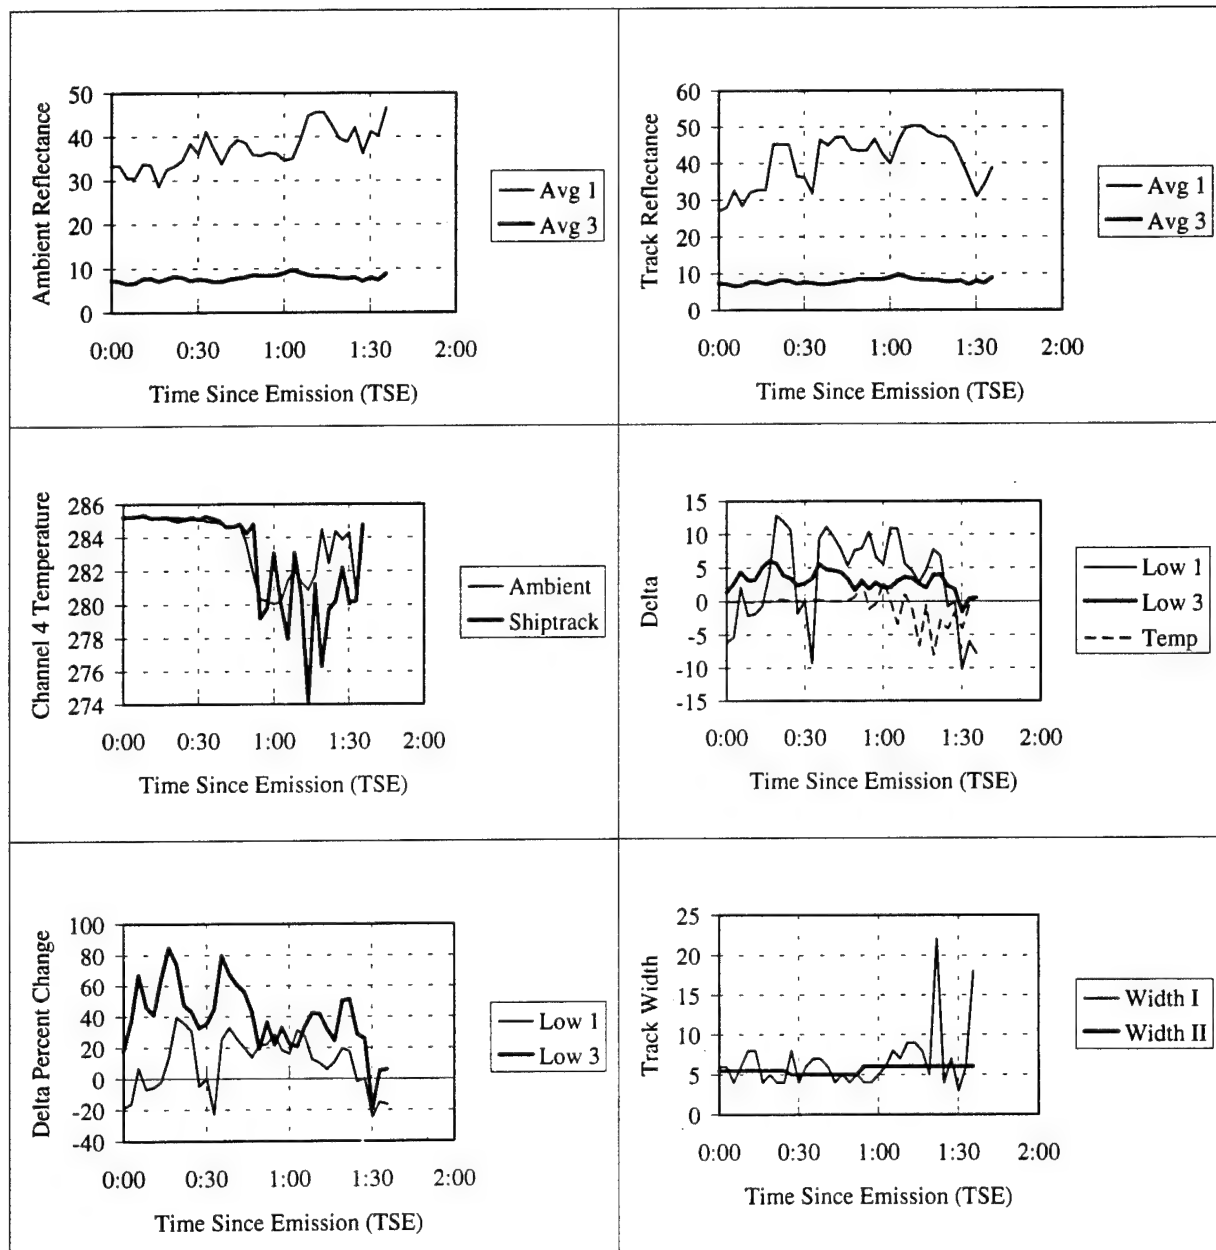 50
40
30
20
10
0
Ambient Reflectance
0:00 0:30 1:00 1:30 2:00
Time Since Emission (TSE)
Avg 1
Avg 3
60
50
40
30
20
10
0
Track Reflectance
0:00 0:30 1:00 1:30 2:00
Time Since Emission (TSE)
Avg 1
Avg 3
286
284
282
280
278
276
274
Channel 4 Temperature
0:00 0:30 1:00 1:30 2:00
Time Since Emission (TSE)
Ambient
Shiptrack
15
10
5
0
-5
-10
-15
Delta
0:00 0:30 1:00 1:30 2:00
Time Since Emission (TSE)
Low 1
Low 3
Temp
100
80
60
40
20
0
-20
-40
Delta Percent Change
0:00 0:30 1:00 1:30 2:00
Time Since Emission (TSE)
Low 1
Low 3
25
20
15
10
5
0
Track Width
0:00 0:30 1:00 1:30 2:00
Time Since Emission (TSE)
Width I
Width II